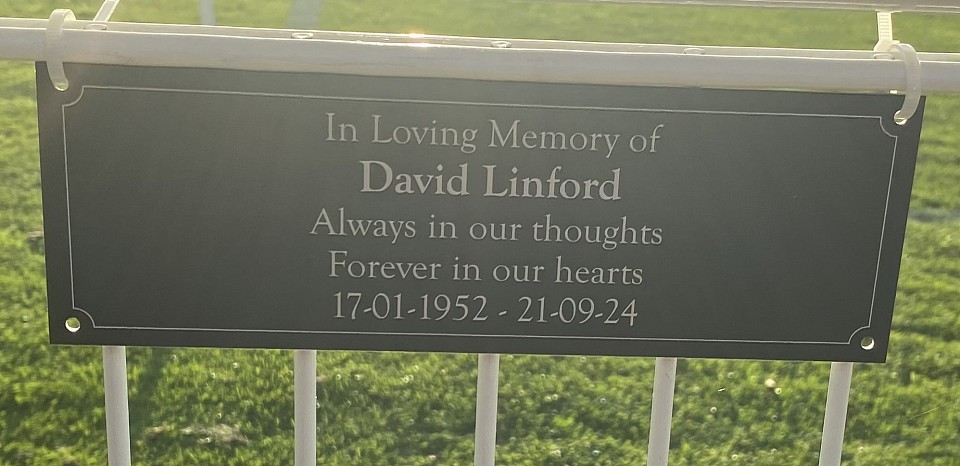 In Loving Memory of
David Linford
Always in our thoughts
Forever in our hearts
17-01-1952 - 21-09-24